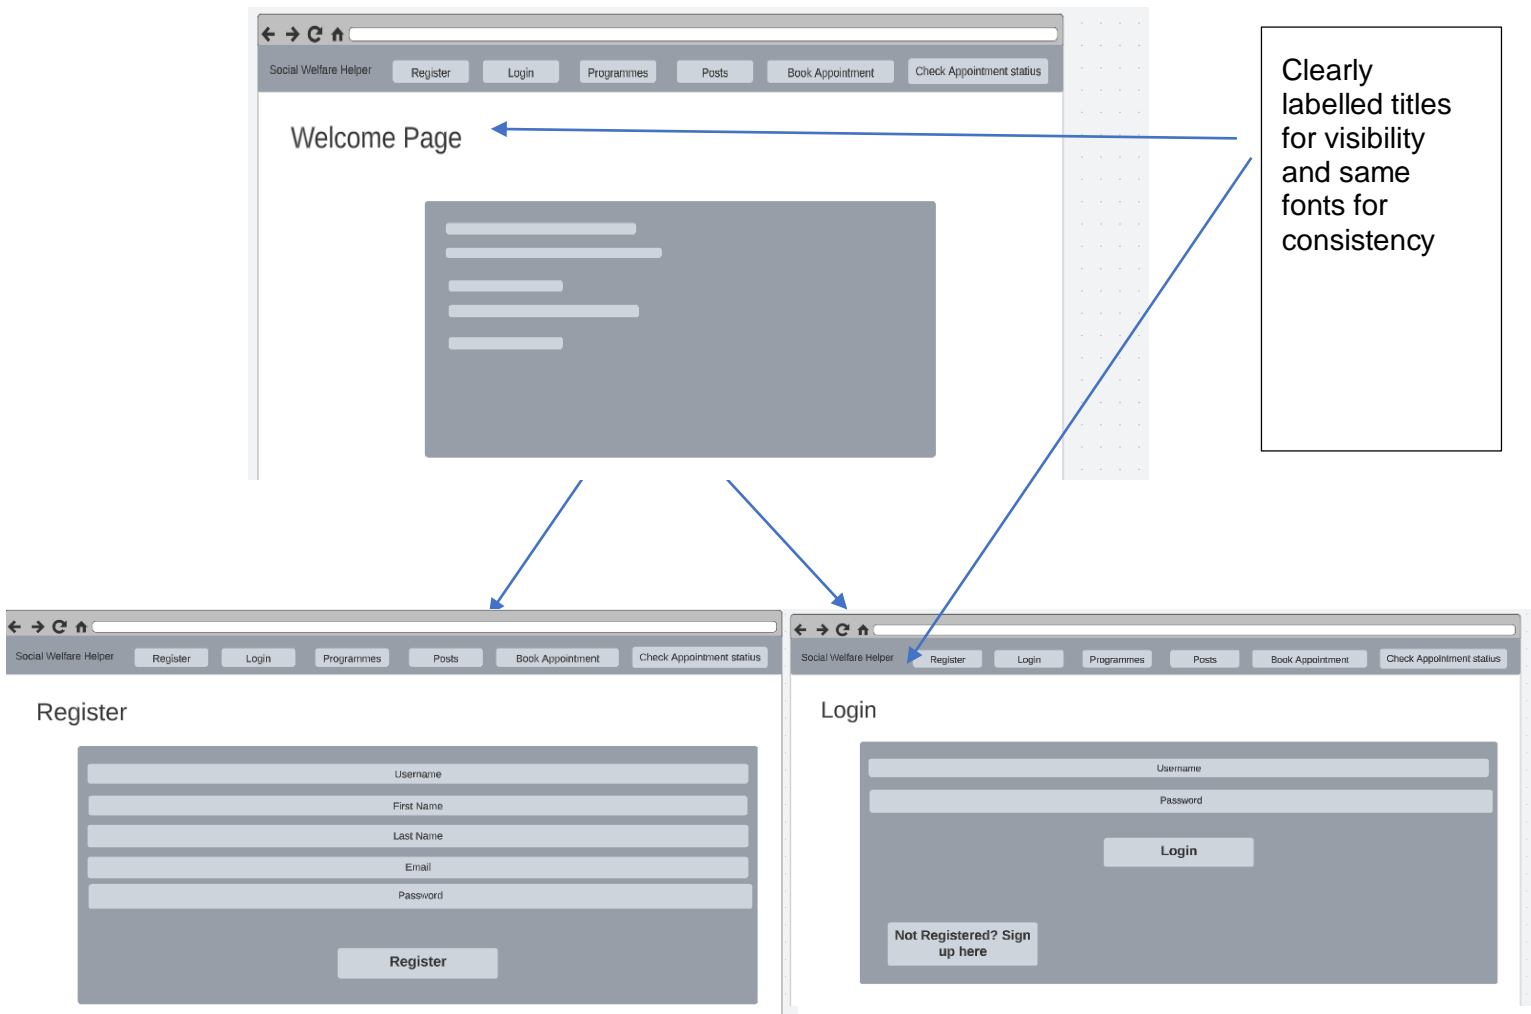 Social Welfare Helper Register Login Programmes Posts Book Appointment Check Appointment statius
Welcome Page
Clearly
labelled titles
for visibility
and same
fonts for
consistency
Social Welfare Helper Register Login Programmes Posts Book Appointment Check Appointment statius
Register
Username
First Name
Last Name
Email
Password
Register
Social Welfare Helper Register Login Programmes Posts Book Appointment Check Appointment statius
Login
Username
Password
Login
Not Registered? Sign
up here